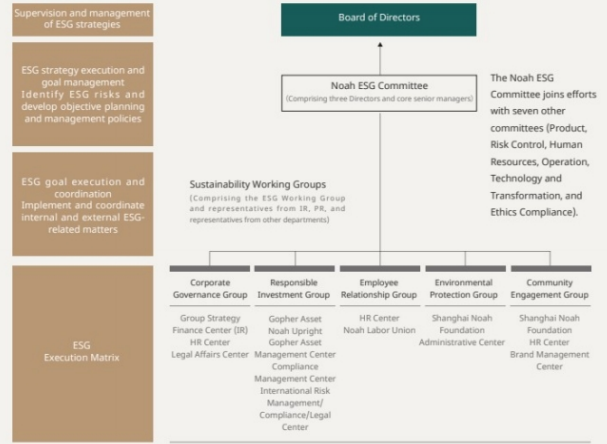 Supervision and management
of ESG strategies
Board of Directors
ESG strategy execution and
goal management
Identify ESG risks and
develop objective planning
and management policies
Noah ESG Committee
(Comprising three Directors and core senior managers)
The Noah ESG
Committee joins efforts
with seven other
committees (Product,
Risk Control, Human
Resources, Operation,
Technology and
Transformation, and
Ethics Compliance).
ESG goal execution and
coordination
Implement and coordinate
internal and external ESG-
related matters
Sustainability Working Groups
(Comprising the ESG Working Group
and representatives from IR, PR, and
representatives from other departments)
ESG
Execution Matrix
Corporate
Governance Group
Group Strategy
Finance Center (IR)
HR Center
Legal Affairs Center
Responsible
Investment Group
Gopher Asset
Noah Upright
Gopher Asset
Management Center
Compliance
Management Center
International Risk
Management/
Compliance/Legal
Center
Employee
Relationship Group
HR Center
Noah Labor Union
Environmental
Protection Group
Shanghai Noah
Foundation
Administrative Center
Community
Engagement Group
Shanghai Noah
Foundation
HR Center
Brand Management
Center